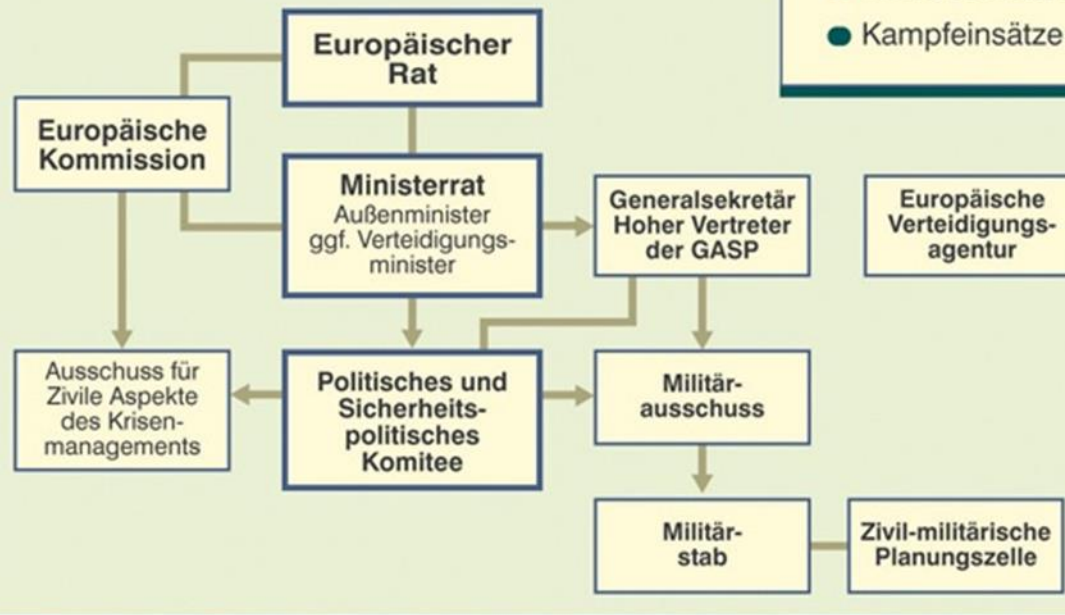 Kampfeinsätze
Europäischer
Rat
Europäische
Kommission
Ministerrat
Außenminister
ggf. Verteidigungs-
minister
Generalsekretär
Hoher Vertreter
der GASP
Europäische
Verteidigungs-
agentur
Ausschuss für
Zivile Aspekte
des Krisen-
managements
Politisches und
Sicherheits-
politisches
Komitee
Militär-
ausschuss
Militär-
stab
Zivil-militärische
Planungszelle